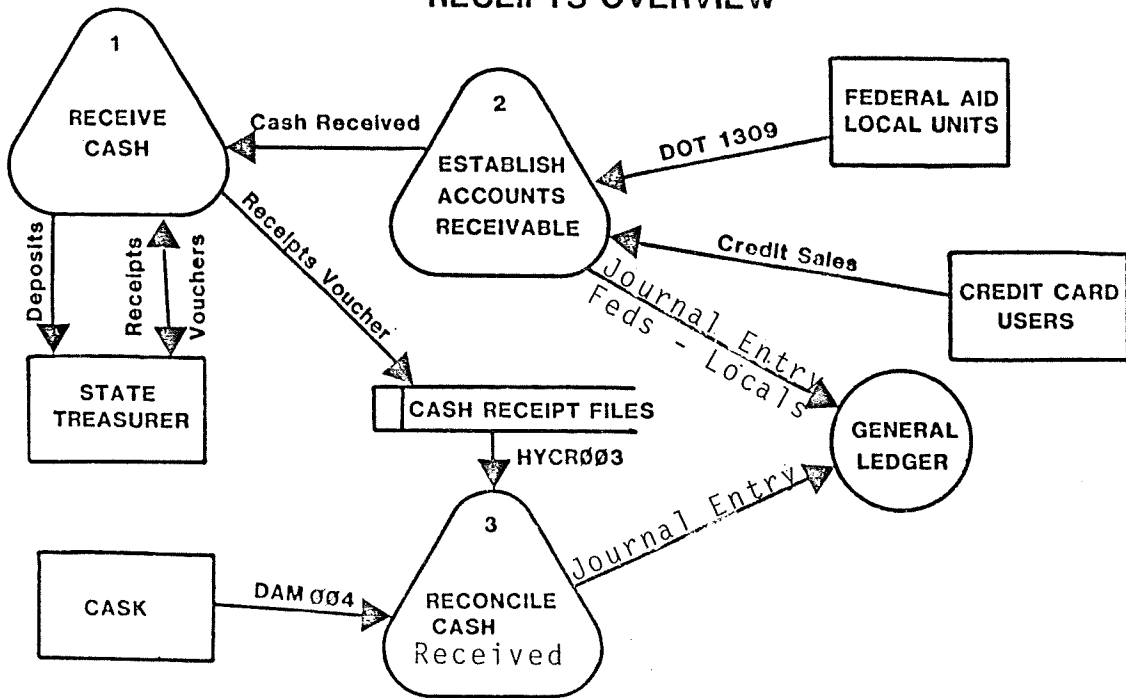 RECEIPTS OVERVIEW
1
RECEIVE
CASH
Cash Received
2
ESTABLISH
ACCOUNTS
RECEIVABLE
DOT 1309
FEDERAL AID
LOCAL UNITS
Credit Sales
CREDIT CARD
USERS
Deposits
Receipts
Vouchers
Receipts Voucher
Journal Entry
Feds - Locals
STATE
TREASURER
CASH RECEIPT FILES
GENERAL
LEDGER
HYCRØØ3
Journal Entry
3
RECONCILE
CASH
Received
CASK
DAM ØØ4